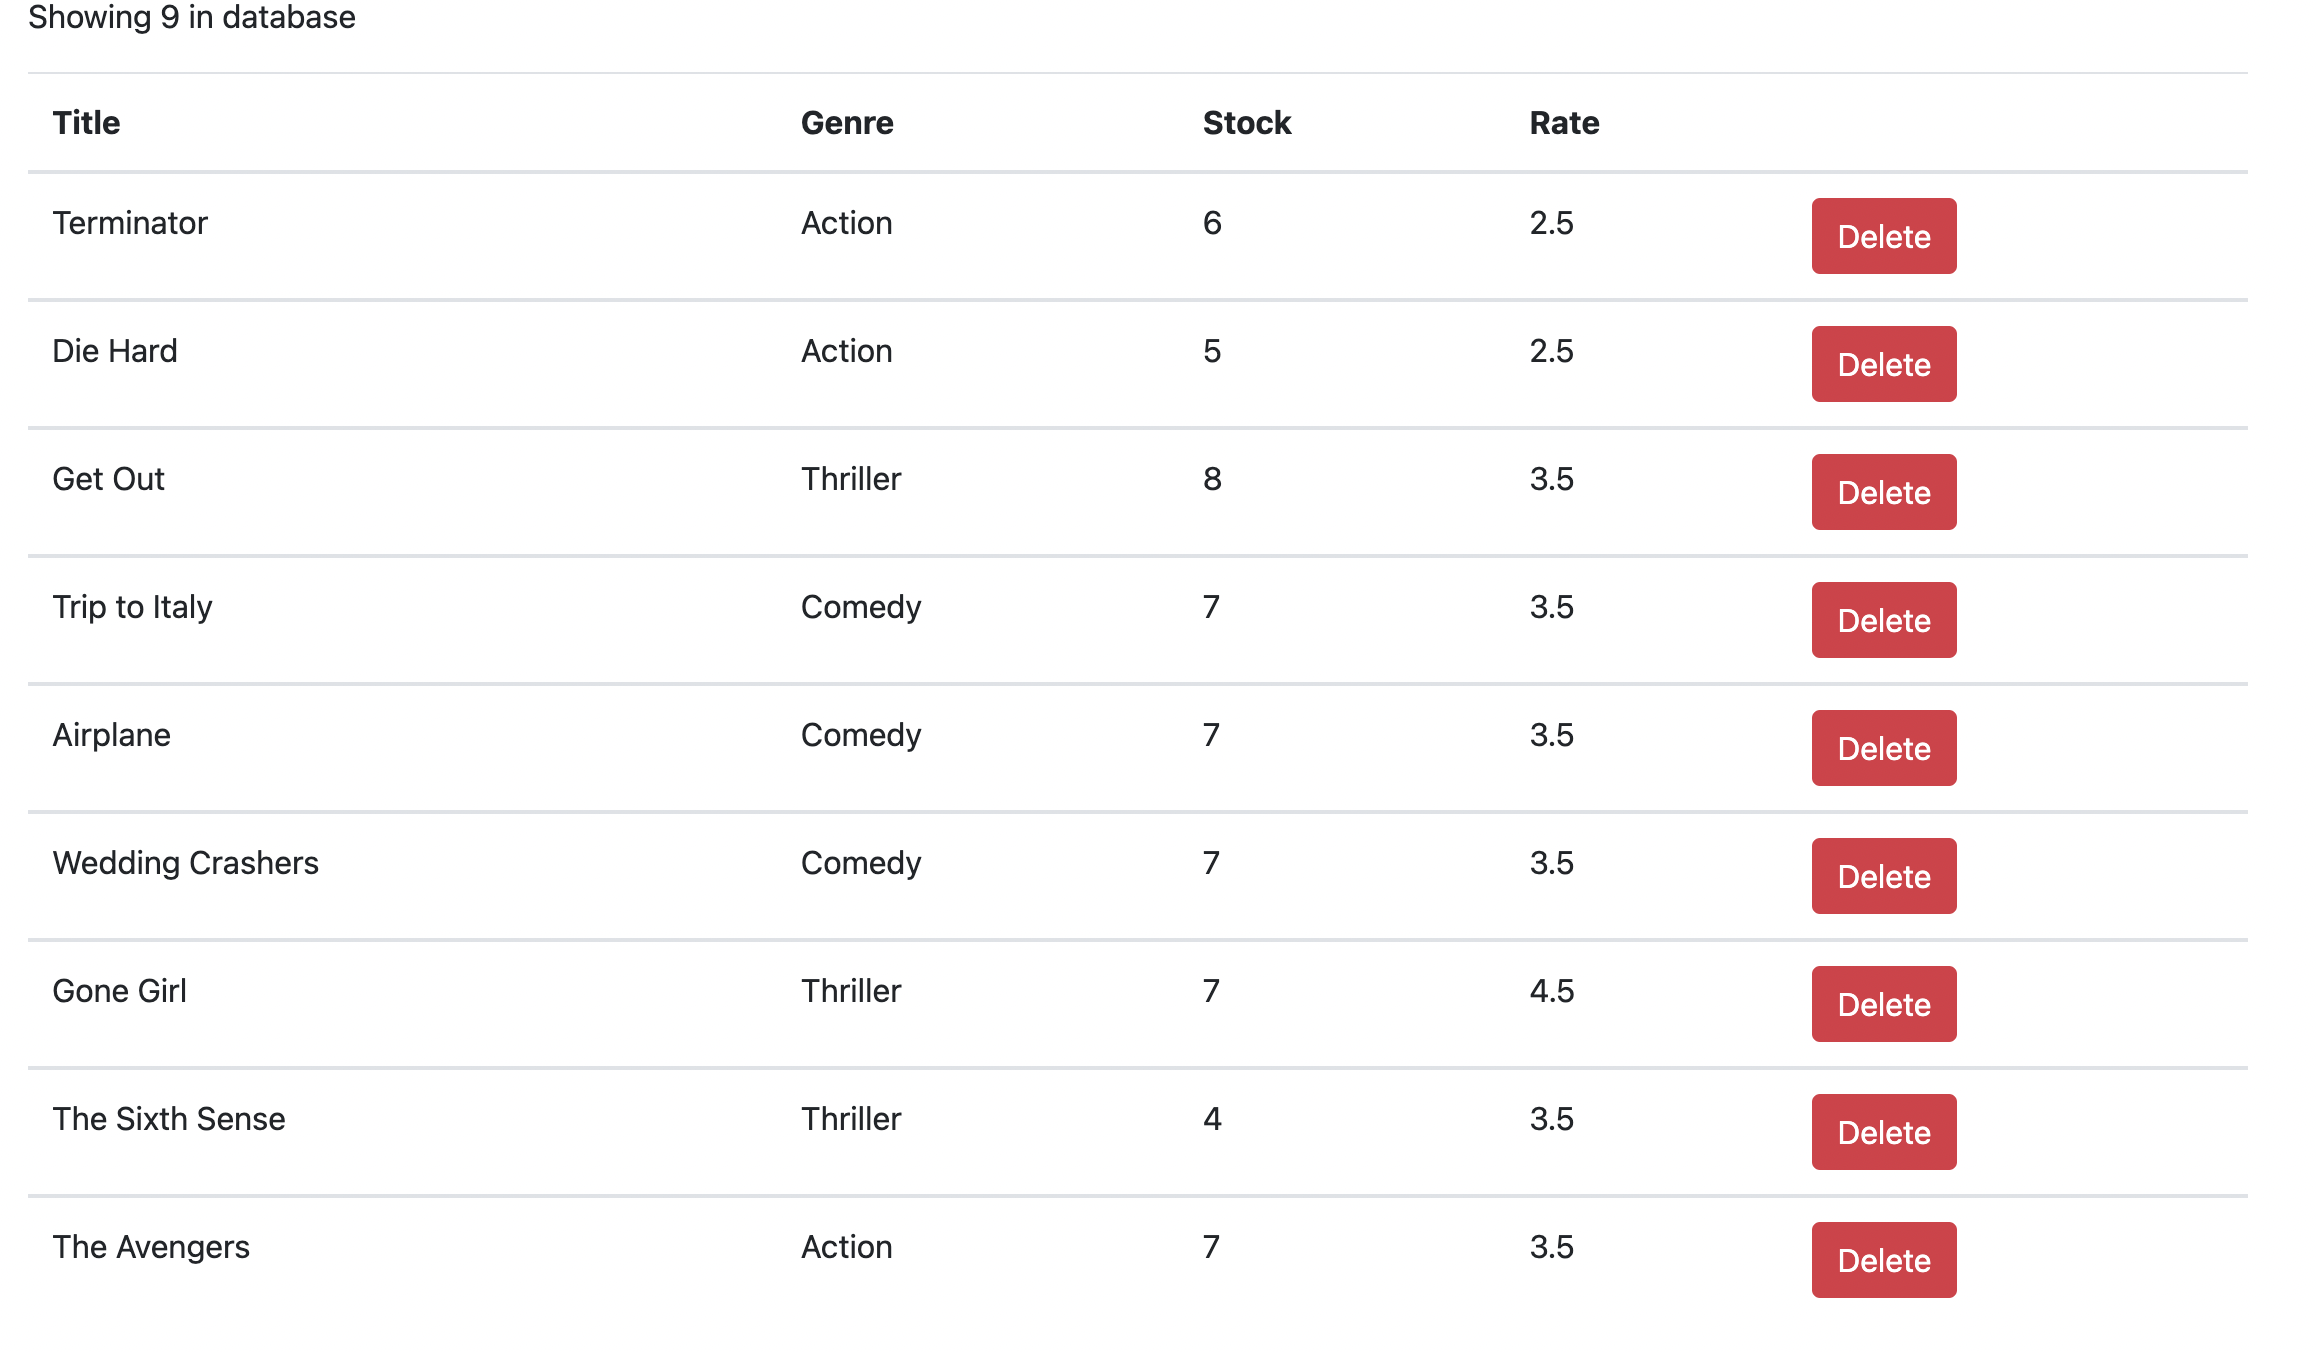 Showing 9 in database
Title Genre Stock Rate
Terminator Action 6 2.5 Delete
Die Hard Action 5 2.5 Delete
Get Out Thriller 8 3.5 Delete
Trip to Italy Comedy 7 3.5 Delete
Airplane Comedy 7 3.5 Delete
Wedding Crashers Comedy 7 3.5 Delete
Gone Girl Thriller 7 4.5 Delete
The Sixth Sense Thriller 4 3.5 Delete
The Avengers Action 7 3.5 Delete